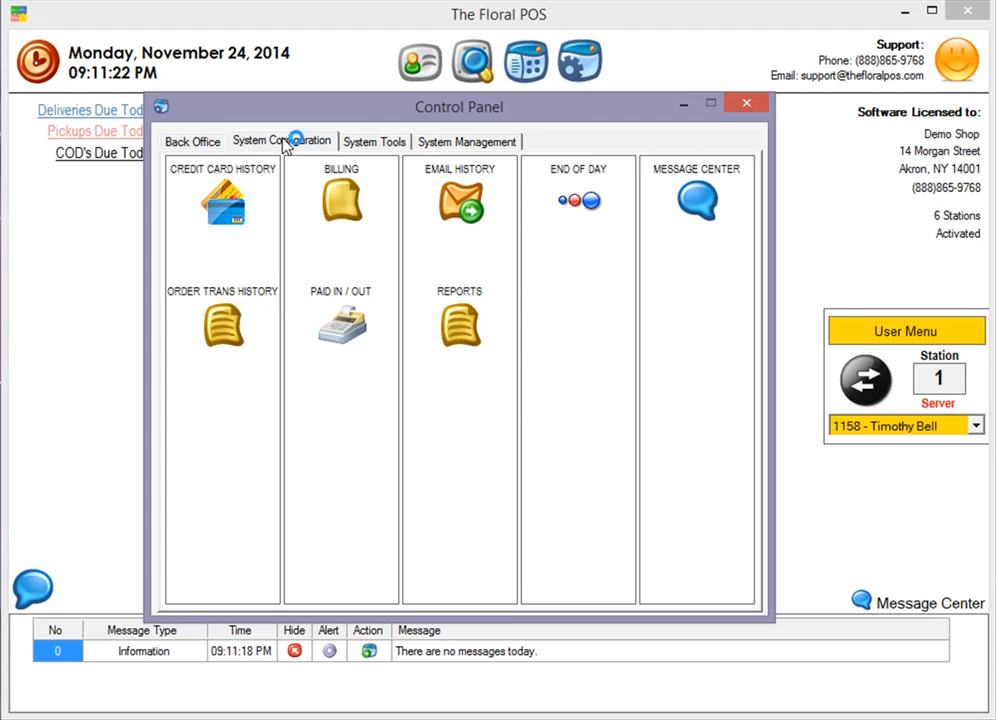 The Floral POS
Monday, November 24, 2014
09:11:22 PM
Support:
Phone: (888)865-9768
Email: support@thefloralpos.com
Deliveries Due Tod
Pickups Due Tod
COD's Due Tod
Control Panel
Back Office
System Configuration
System Tools
System Management
CREDIT CARD HISTORY
BILLING
EMAIL HISTORY
END OF DAY
MESSAGE CENTER
ORDER TRANS HISTORY
PAID IN / OUT
REPORTS
Software Licensed to:
Demo Shop
14 Morgan Street
Akron, NY 14001
(888)865-9768
6 Stations
Activated
User Menu
Station
1
Server
1158 - Timothy Bell
Message Center
No Message Type Time Hide Alert Action Message
0 Information 09:11:18 PM There are no messages today.